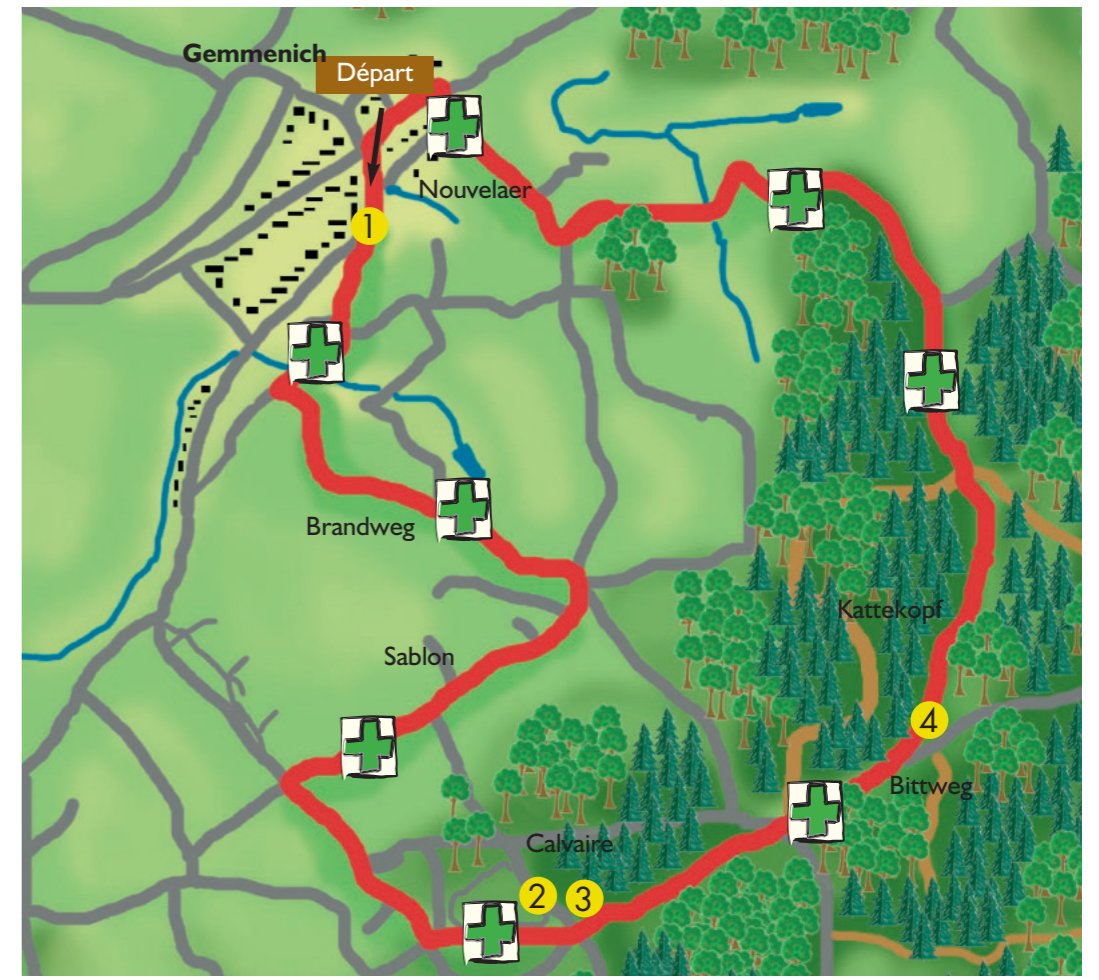 Gemmenich
Départ
Nouvelaer
1
Brandweg
Kattekopf
Sablon
4
Bittweg
Calvaire
2
3